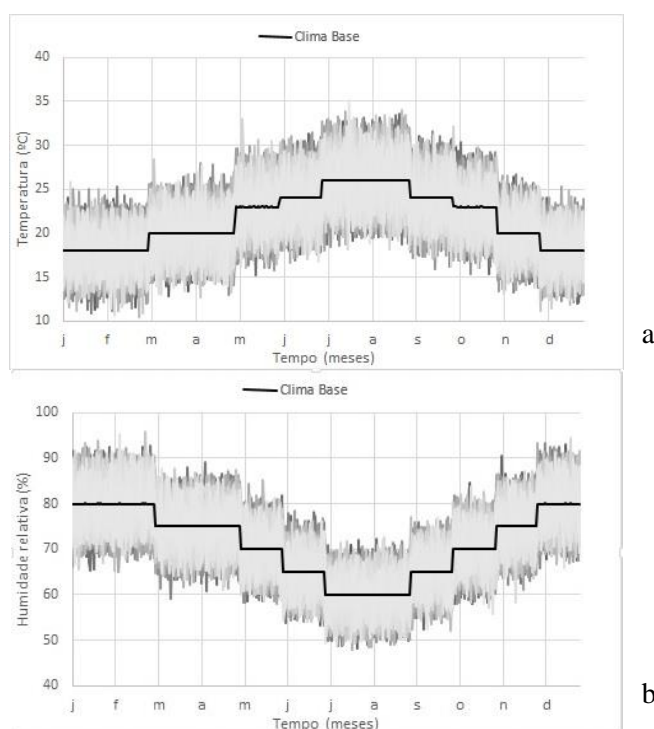 Clima Base
40
35
30
25
20
15
10
Temperatura (ºC)
j f m a m j j a s o n d
Tempo (meses)
a
Clima Base
100
90
80
70
60
50
40
Humidade relativa (%)
j f m a m j j a s o n d
Tempo (meses)
b